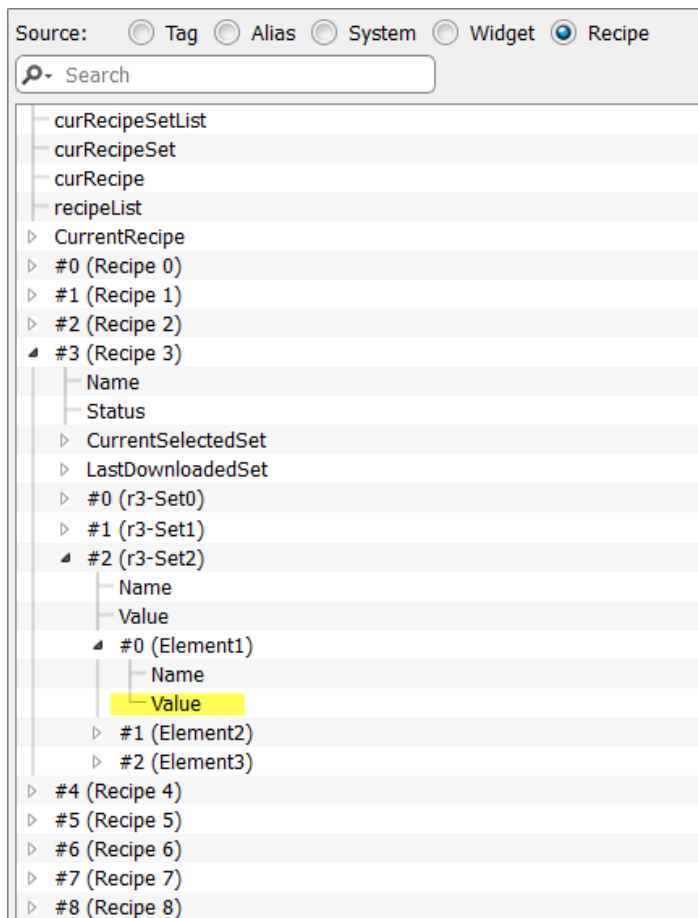 Source: Tag Alias System Widget Recipe
Search
curRecipeSetList
curRecipeSet
curRecipe
recipeList
CurrentRecipe
#0 (Recipe 0)
#1 (Recipe 1)
#2 (Recipe 2)
#3 (Recipe 3)
Name
Status
CurrentSelectedSet
LastDownloadedSet
#0 (r3-Set0)
#1 (r3-Set1)
#2 (r3-Set2)
Name
Value
#0 (Element1)
Name
Value
#1 (Element2)
#2 (Element3)
#4 (Recipe 4)
#5 (Recipe 5)
#6 (Recipe 6)
#7 (Recipe 7)
#8 (Recipe 8)